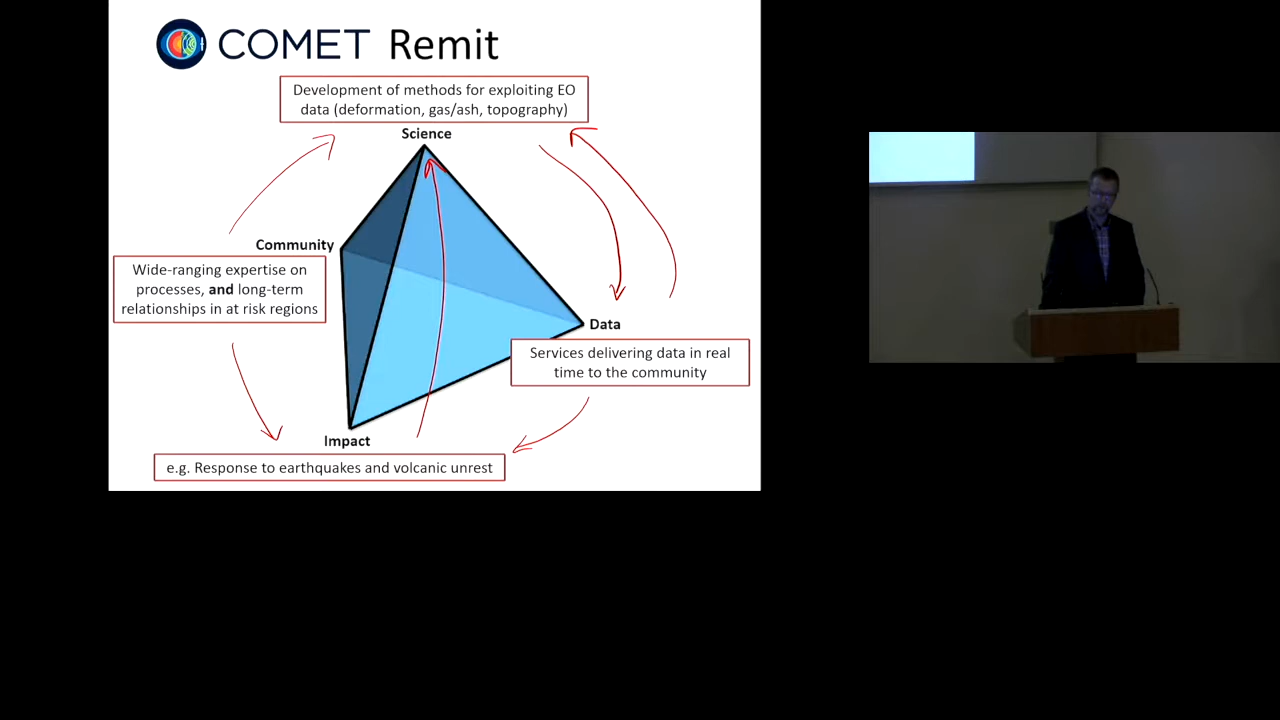 COMET Remit
Development of methods for exploiting EO
data (deformation, gas/ash, topography)
Science
Community
Wide-ranging expertise on
processes, and long-term
relationships in at risk regions
Data
Services delivering data in real
time to the community
Impact
e.g. Response to earthquakes and volcanic unrest